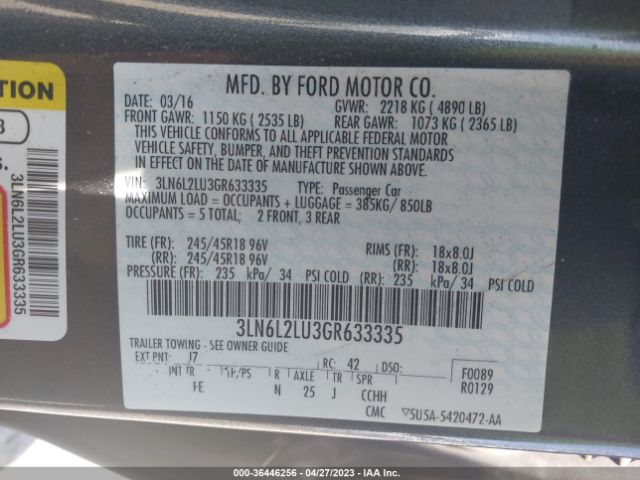 MFD. BY FORD MOTOR CO.
DATE: 03/16 GVWR: 2218 KG ( 4890 LB)
FRONT GAWR: 1150 KG ( 2535 LB) REAR GAWR: 1073 KG ( 2365 LB)
THIS VEHICLE CONFORMS TO ALL APPLICABLE FEDERAL MOTOR
VEHICLE SAFETY, BUMPER, AND THEFT PREVENTION STANDARDS
IN EFFECT ON THE DATE OF MANUFACTURE SHOWN ABOVE.
VIN: 3LN6L2LU3GR633335 TYPE: Passenger Car
MAXIMUM LOAD = OCCUPANTS + LUGGAGE = 385KG/ 850LB
OCCUPANTS = 5 TOTAL; 2 FRONT, 3 REAR
TIRE (FR): 245/45R18 96V RIMS (FR): 18x8.0J
(RR): 245/45R18 96V (RR): 18x8.0J
PRESSURE (FR): 235 kPa/ 34 PSI COLD (RR): 235 kPa/ 34 PSI COLD
3LN6L2LU3GR633335
TRAILER TOWING - SEE OWNER GUIDE
EXT PNT: J7 RC: 42 DSO: F0089
INT TR TP/PS R AXLE TR SPR R0129
FE N 25 J CCHH
CMC 5U5A-5420472-AA
TION
3
S.
3LN6L2LU3GR633335
000-36446256 - 04/27/2023 - IAA Inc.